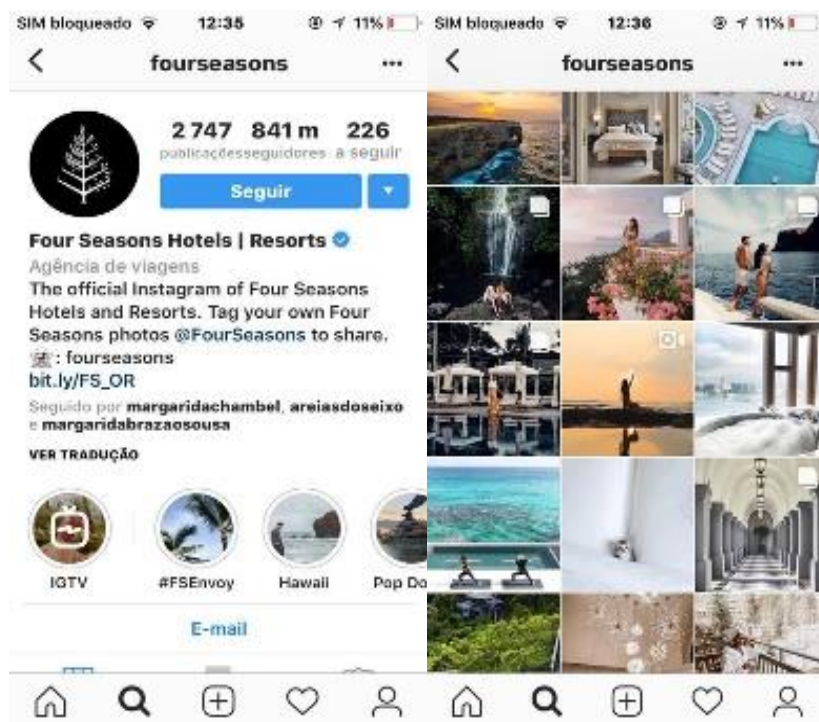 SIM bloqueado 12:35 11%
fourseasons
2 747 841 m 226
publicações seguidores a seguir
Seguir
Four Seasons Hotels | Resorts
Agência de viagens
The official Instagram of Four Seasons
Hotels and Resorts. Tag your own Four
Seasons photos @FourSeasons to share.
: fourseasons
bit.ly/FS_OR
Seguido por margaridachambel, areiasdoseixo
e margaridabrazaosousa
VER TRADUÇÃO
IGTV #FSEnvoy Hawaii Pop Do
E-mail
SIM bloqueado 12:36 11%
fourseasons